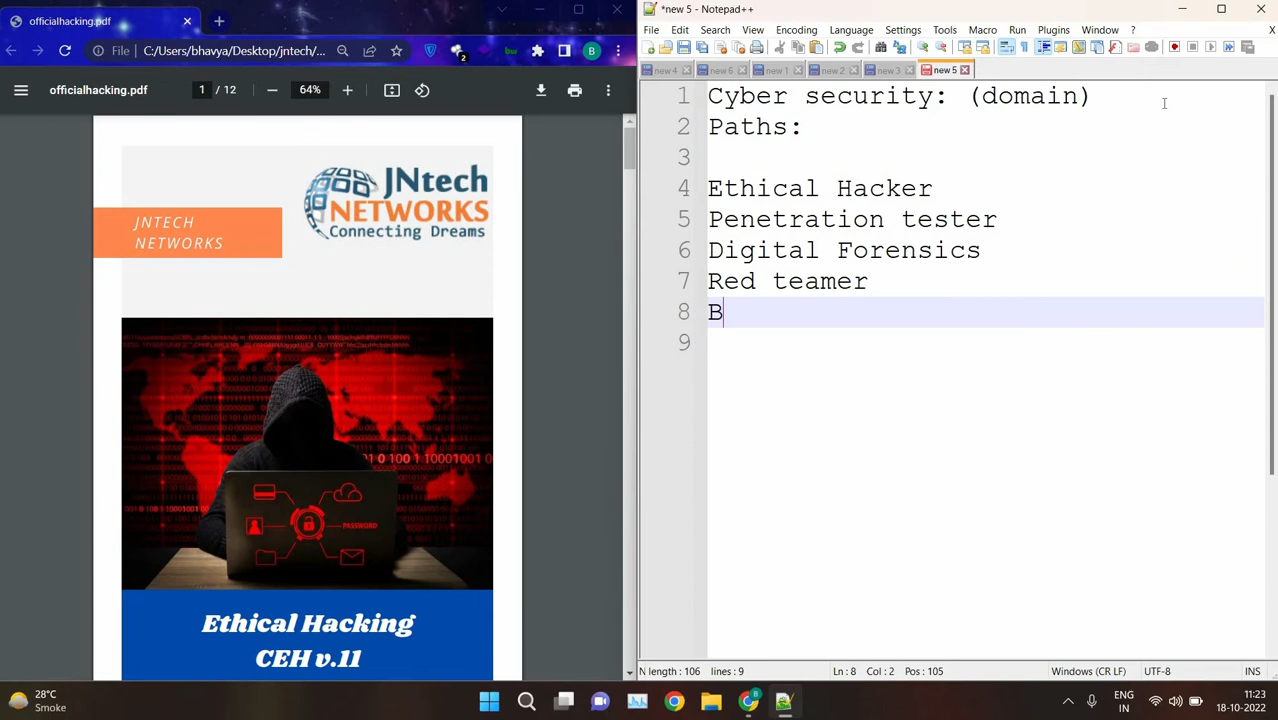 officialhacking.pdf
File C:/Users/bhavya/Desktop/jntech/... 2 B
officialhacking.pdf 1 / 12 64%
JNtech
NETWORKS
Connecting Dreams
JNTECH
NETWORKS
PASSWORD
Ethical Hacking
CEH v.11
*new 5 - Notepad++
File Edit Search View Encoding Language Settings Tools Macro Run Plugins Window ? X
new 4 new 6 new 1 new 2 new 3 new 5
1 Cyber security: (domain)
2 Paths:
3
4 Ethical Hacker
5 Penetration tester
6 Digital Forensics
7 Red teamer
8 B
9
N length : 106 lines : 9 Ln : 8 Col : 2 Pos : 105 Windows (CR LF) UTF-8 INS
28°C
Smoke
ENG
IN
11:23
18-10-2022